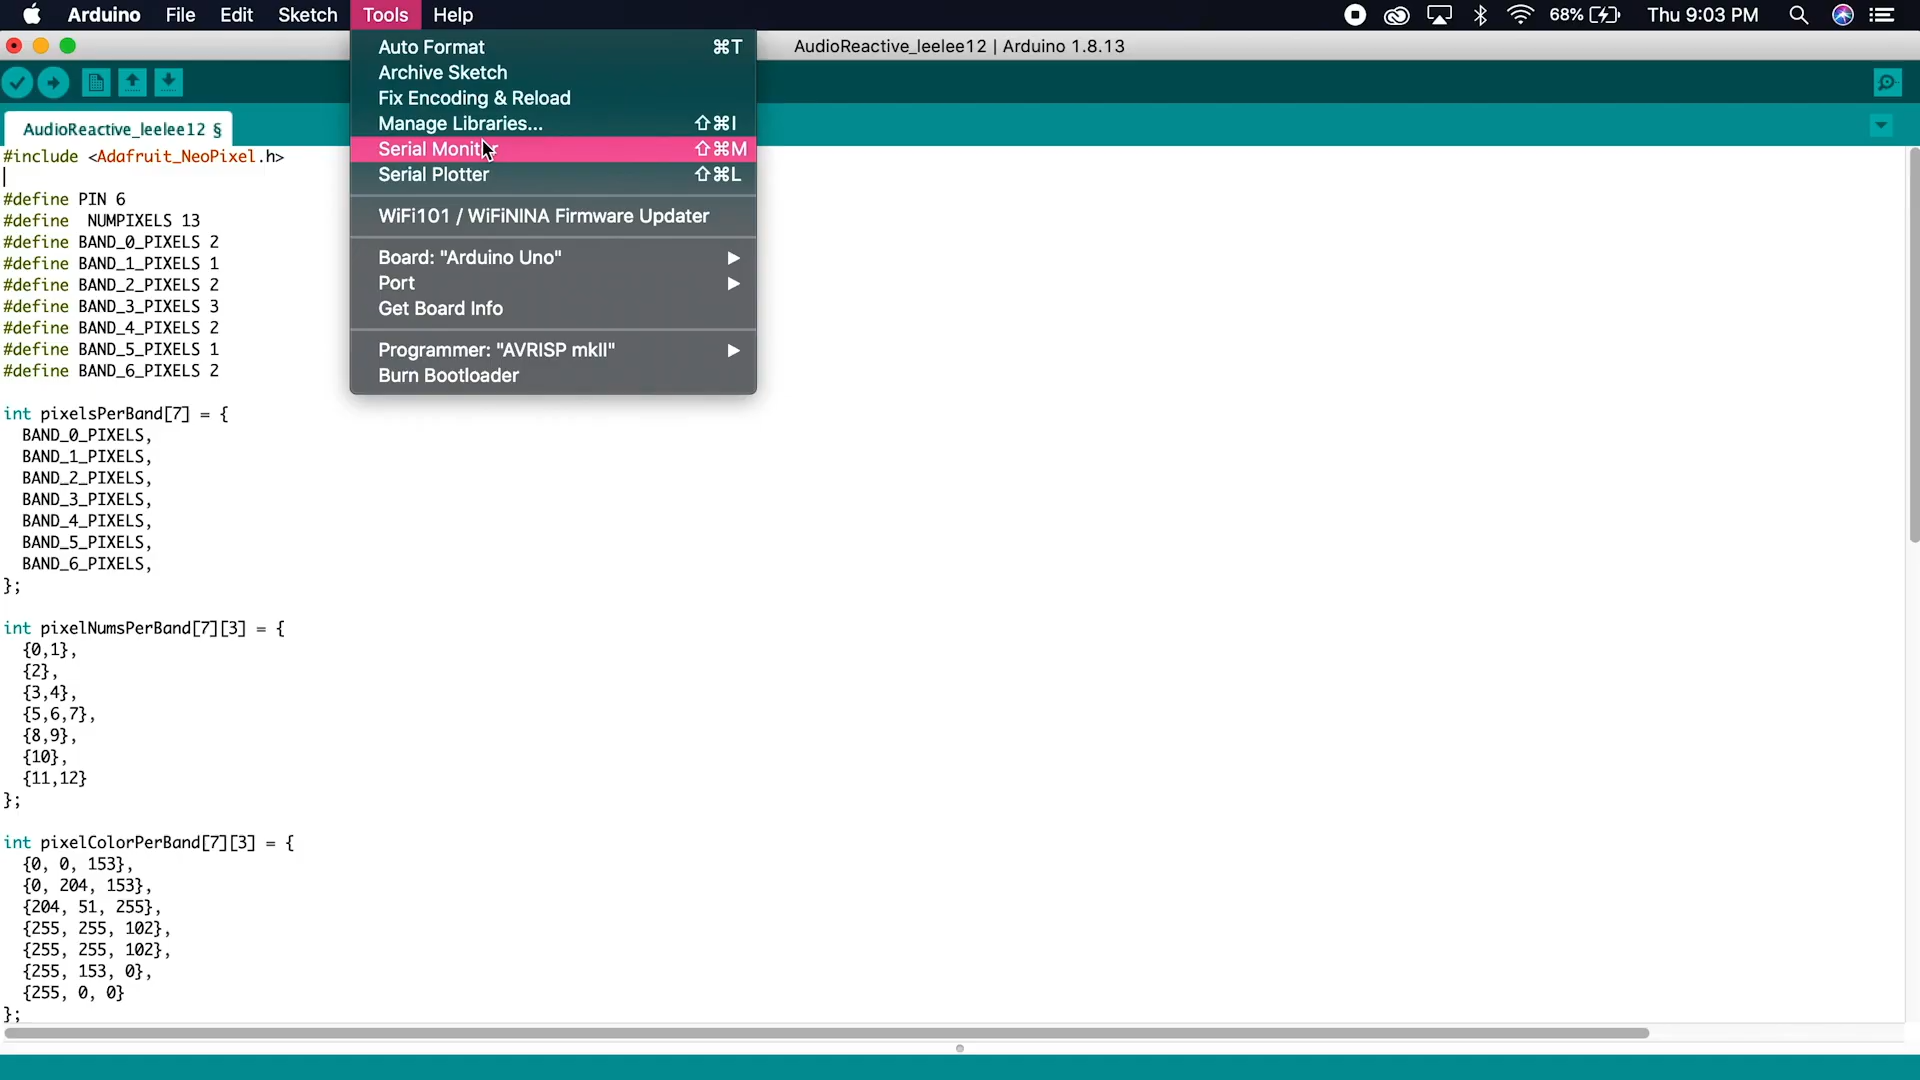 Arduino File Edit Sketch Tools Help 68% Thu 9:03 PM
AudioReactive_leelee12 | Arduino 1.8.13
Auto Format ⌘T
Archive Sketch
Fix Encoding & Reload
Manage Libraries... ⇧⌘I
Serial Monitor ⇧⌘M
Serial Plotter ⇧⌘L
WiFi101 / WiFiNINA Firmware Updater
Board: "Arduino Uno" ▶
Port ▶
Get Board Info
Programmer: "AVRISP mkII" ▶
Burn Bootloader
AudioReactive_leelee12 §
#include <Adafruit_NeoPixel.h>
#define PIN 6
#define  NUMPIXELS 13
#define BAND_0_PIXELS 2
#define BAND_1_PIXELS 1
#define BAND_2_PIXELS 2
#define BAND_3_PIXELS 3
#define BAND_4_PIXELS 2
#define BAND_5_PIXELS 1
#define BAND_6_PIXELS 2
int pixelsPerBand[7] = {
BAND_0_PIXELS,
BAND_1_PIXELS,
BAND_2_PIXELS,
BAND_3_PIXELS,
BAND_4_PIXELS,
BAND_5_PIXELS,
BAND_6_PIXELS,
};
int pixelNumsPerBand[7][3] = {
{0,1},
{2},
{3,4},
{5,6,7},
{8,9},
{10},
{11,12}
};
int pixelColorPerBand[7][3] = {
{0, 0, 153},
{0, 204, 153},
{204, 51, 255},
{255, 255, 102},
{255, 255, 102},
{255, 153, 0},
{255, 0, 0}
};